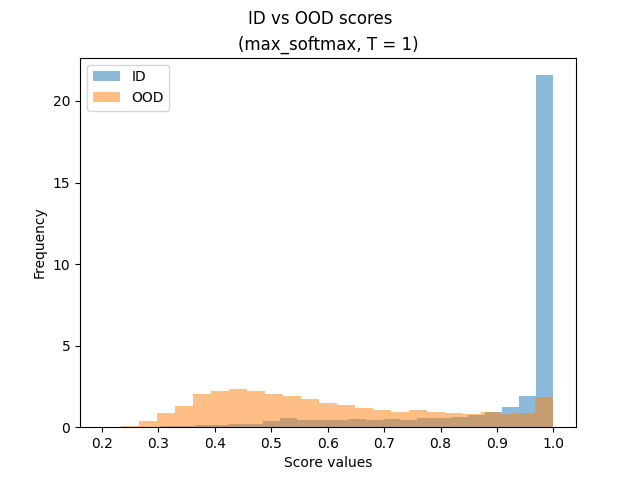 ID vs OOD scores
(max_softmax, T = 1)
ID
OOD
Frequency
20
15
10
5
0
0.2 0.3 0.4 0.5 0.6 0.7 0.8 0.9 1.0
Score values